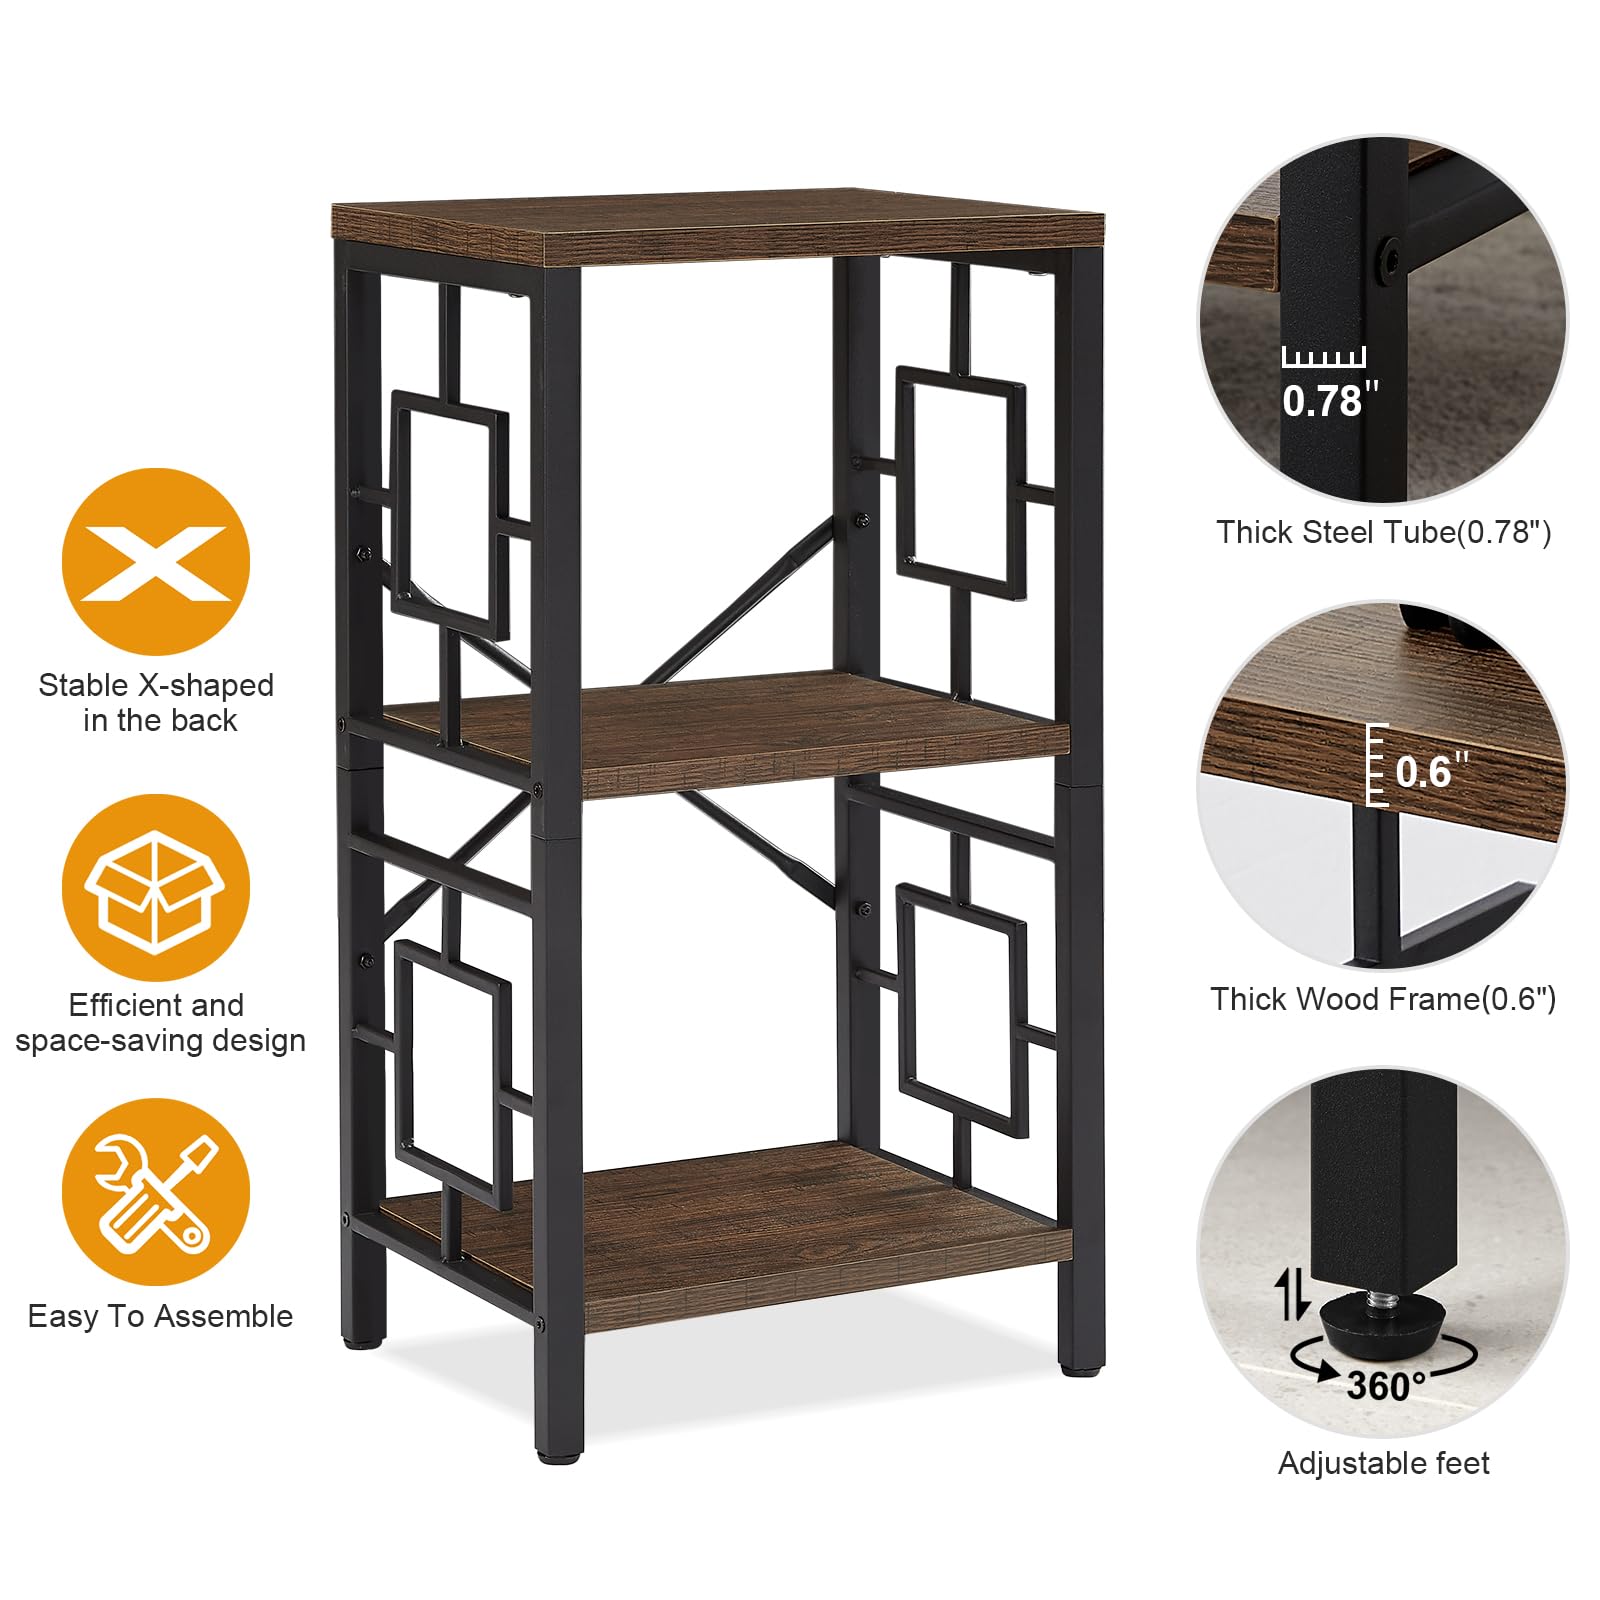 Stable X-shaped
in the back
Efficient and
space-saving design
Easy To Assemble
0.78"
Thick Steel Tube(0.78")
0.6"
Thick Wood Frame(0.6")
360°
Adjustable feet